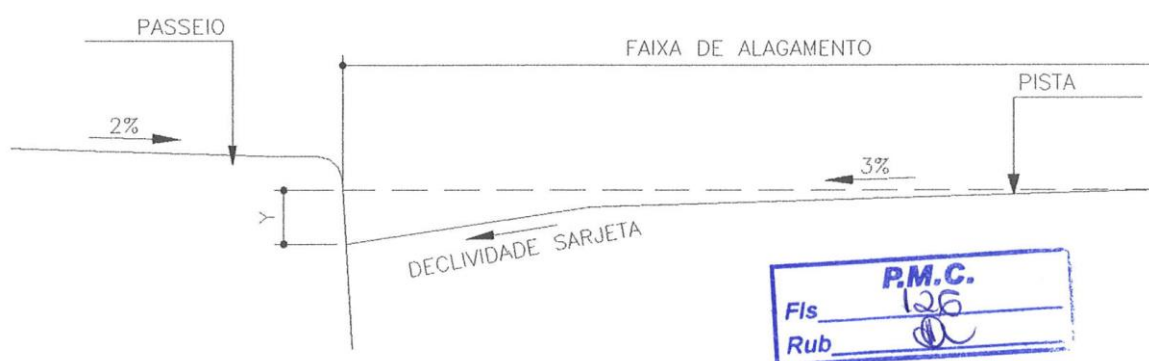 PASSEIO
FAIXA DE ALAGAMENTO
PISTA
2%
3%
Y
DECLIVIDADE SARJETA
P.M.C.
Fls 126
Rub